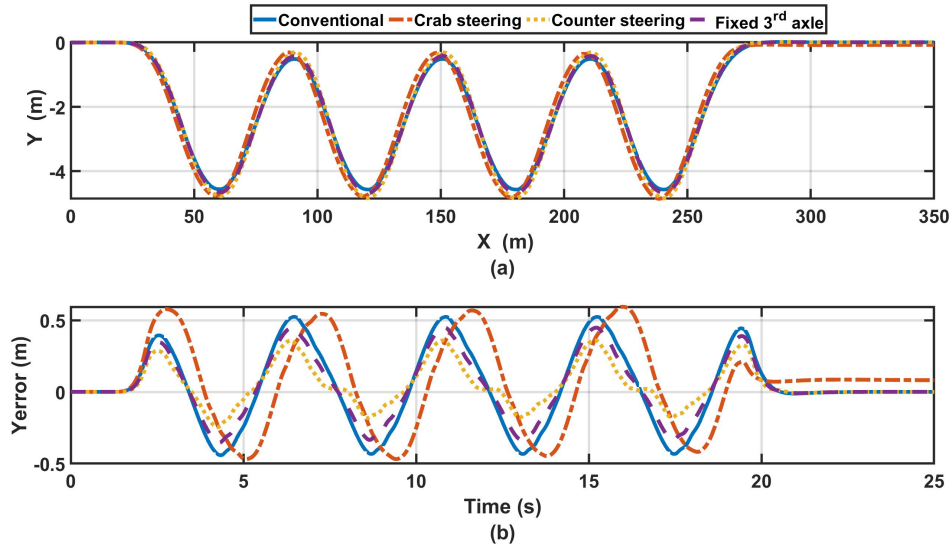 Conventional Crab steering Counter steering Fixed 3rd axle
0
-2
-4
Y (m)
0 50 100 150 200 250 300 350
X (m)
(a)
0.5
0
-0.5
Yerror (m)
0 5 10 15 20 25
Time (s)
(b)